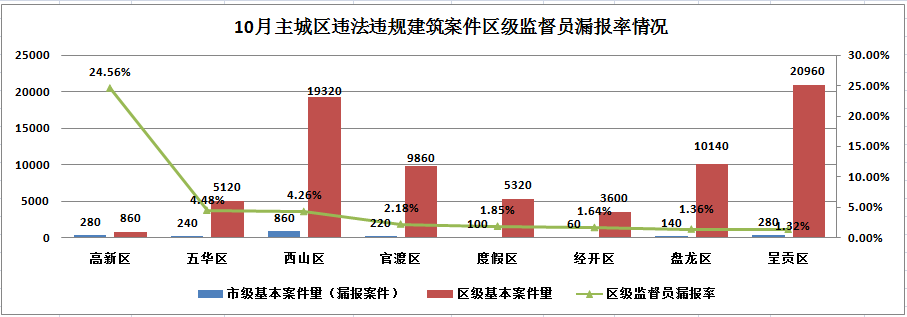 10月主城区违法违规建筑案件区级监督员漏报率情况
25000 30.00%
20000 25.00%
15000 20.00%
10000 15.00%
5000 10.00%
0 5.00%
0.00%
24.56% 4.48% 4.26% 2.18% 1.85% 1.64% 1.36% 1.32%
280 860 240 5120 860 19320 220 9860 100 5320 60 3600 140 10140 280 20960
高新区 五华区 西山区 官渡区 度假区 经开区 盘龙区 呈贡区
市级基本案件量（漏报案件） 区级基本案件量 区级监督员漏报率